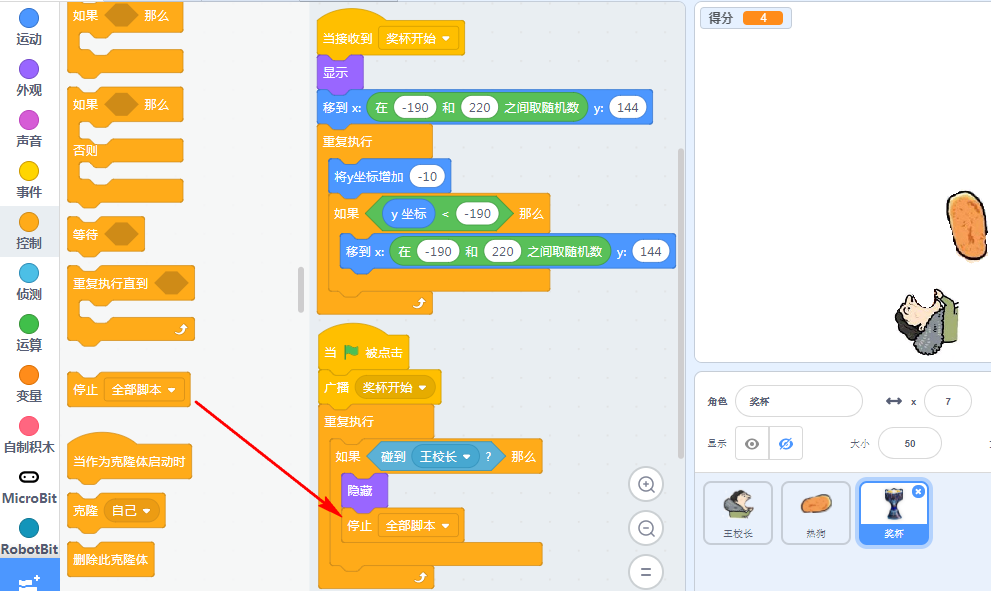 运动
外观
声音
事件
控制
侦测
运算
变量
自制积木
MicroBit
RobotBit
如果 那么
如果 那么
否则
等待
重复执行直到
停止 全部脚本
当作为克隆体启动时
克隆 自己
删除此克隆体
当接收到 奖杯开始
显示
移到 x: 在 -190 和 220 之间取随机数 y: 144
重复执行
将y坐标增加 -10
如果 y 坐标 < -190 那么
移到 x: 在 -190 和 220 之间取随机数 y: 144
当 被点击
广播 奖杯开始
重复执行
如果 碰到 王校长 ? 那么
隐藏
停止 全部脚本
得分 4
角色 奖杯 x 7
显示 大小 50
王校长 热狗 奖杯